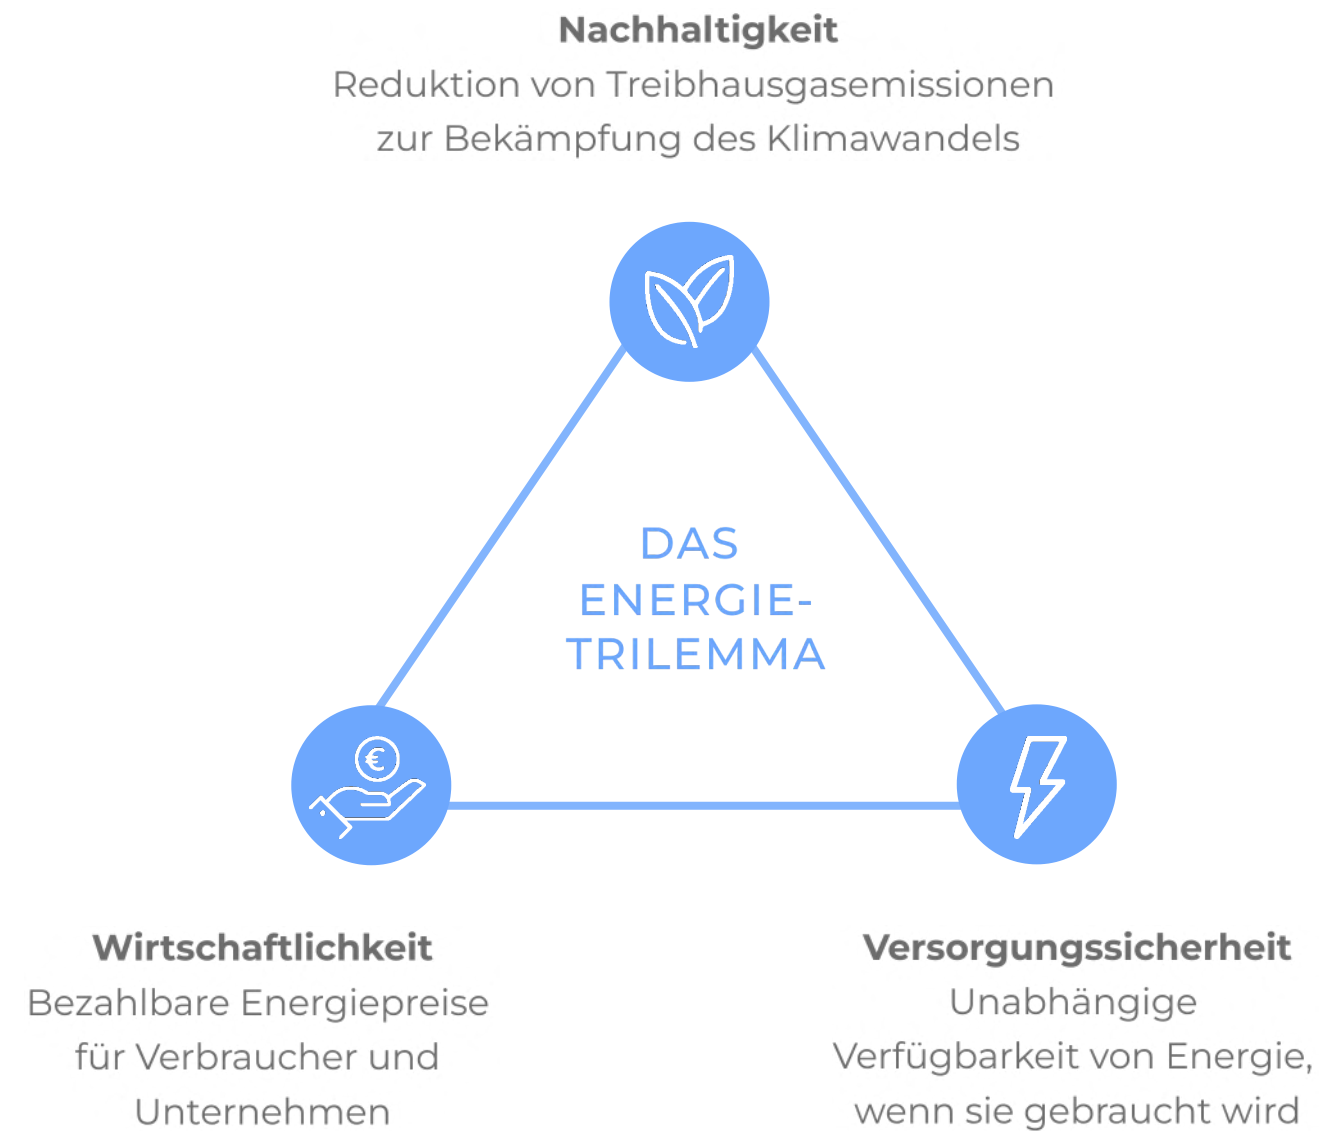 Nachhaltigkeit
Reduktion von Treibhausgasemissionen
zur Bekämpfung des Klimawandels
€
DAS
ENERGIE-
TRILEMMA
Wirtschaftlichkeit
Bezahlbare Energiepreise
für Verbraucher und
Unternehmen
Versorgungssicherheit
Unabhängige
Verfügbarkeit von Energie,
wenn sie gebraucht wird